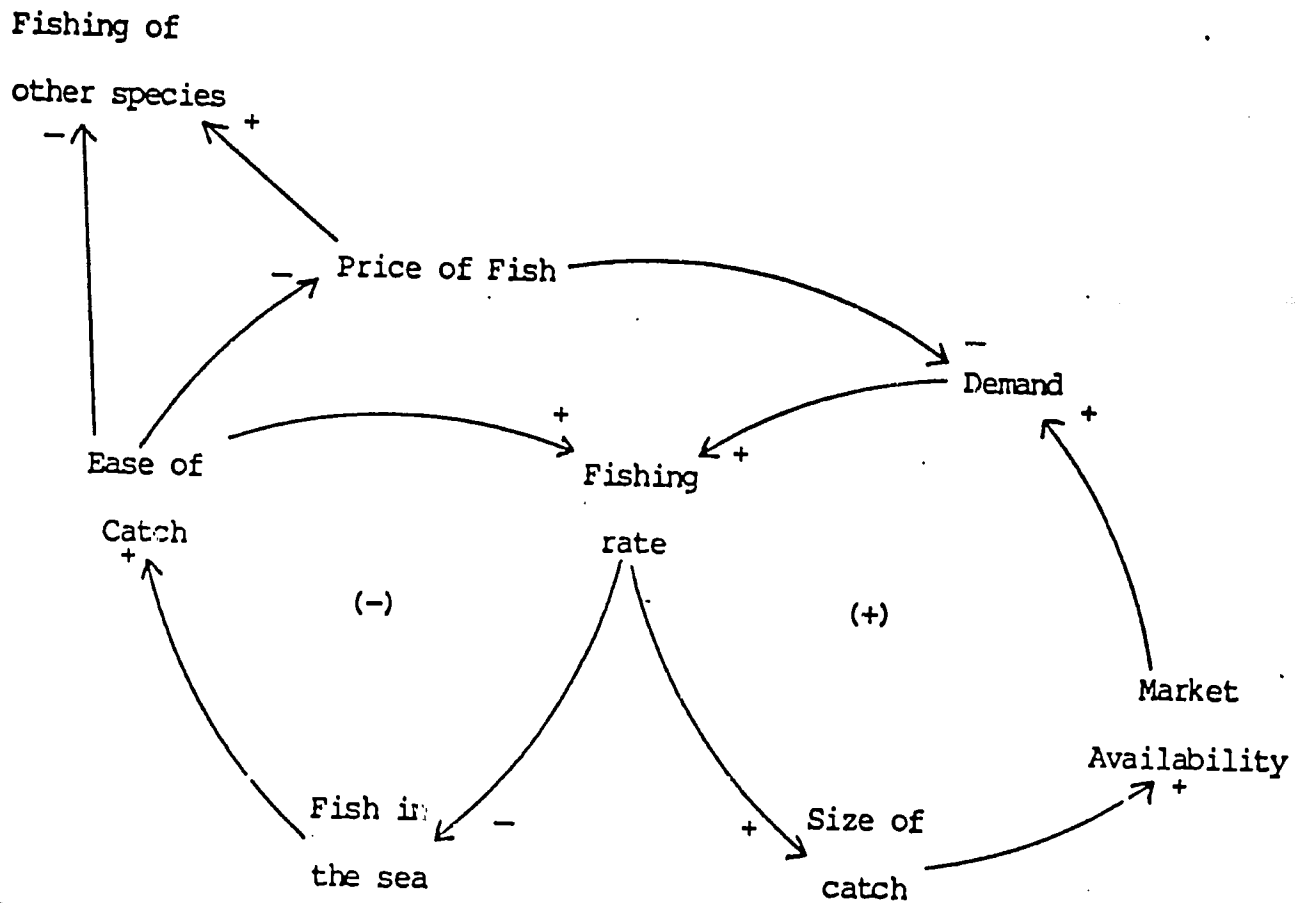 Fishing of
other species
-
+
-
Price of Fish
-
Demand
+
+
+
Ease of
Catch
+
Fishing
rate
(-)
(+)
Market
Availability
+
Fish in
the sea
-
+
Size of
catch